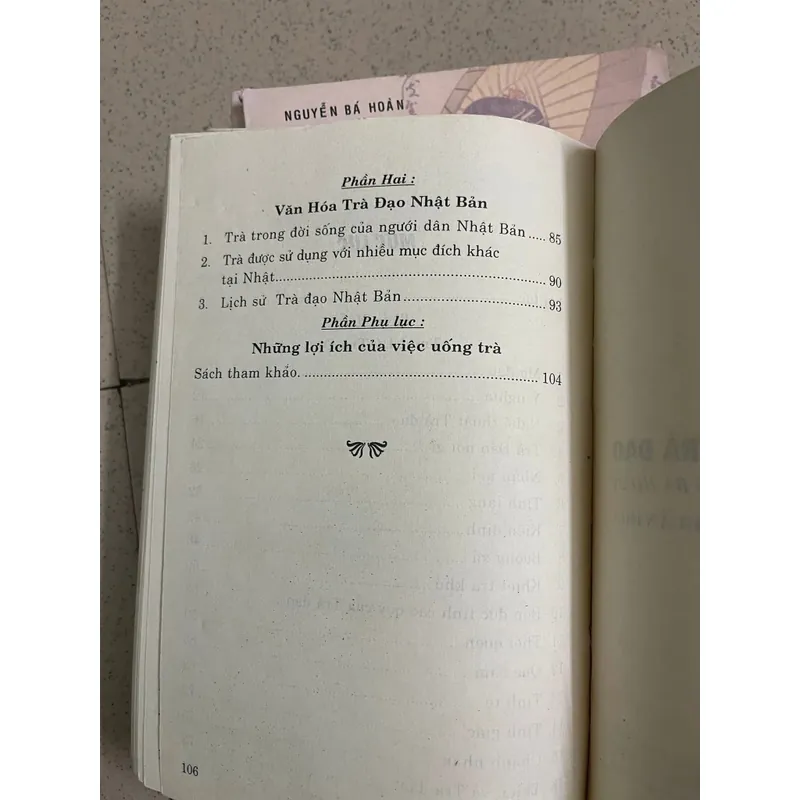 NGUYỄN BÁ HOÀN
Phần Hai :
Văn Hóa Trà Đạo Nhật Bản
1. Trà trong đời sống của người dân Nhật Bản ..... 85
2. Trà được sử dụng với nhiều mục đích khác
tại Nhật ..... 90
3. Lịch sử Trà đạo Nhật Bản ..... 93
Phần Phụ lục :
Những lợi ích của việc uống trà
Sách tham khảo. ..... 104
106